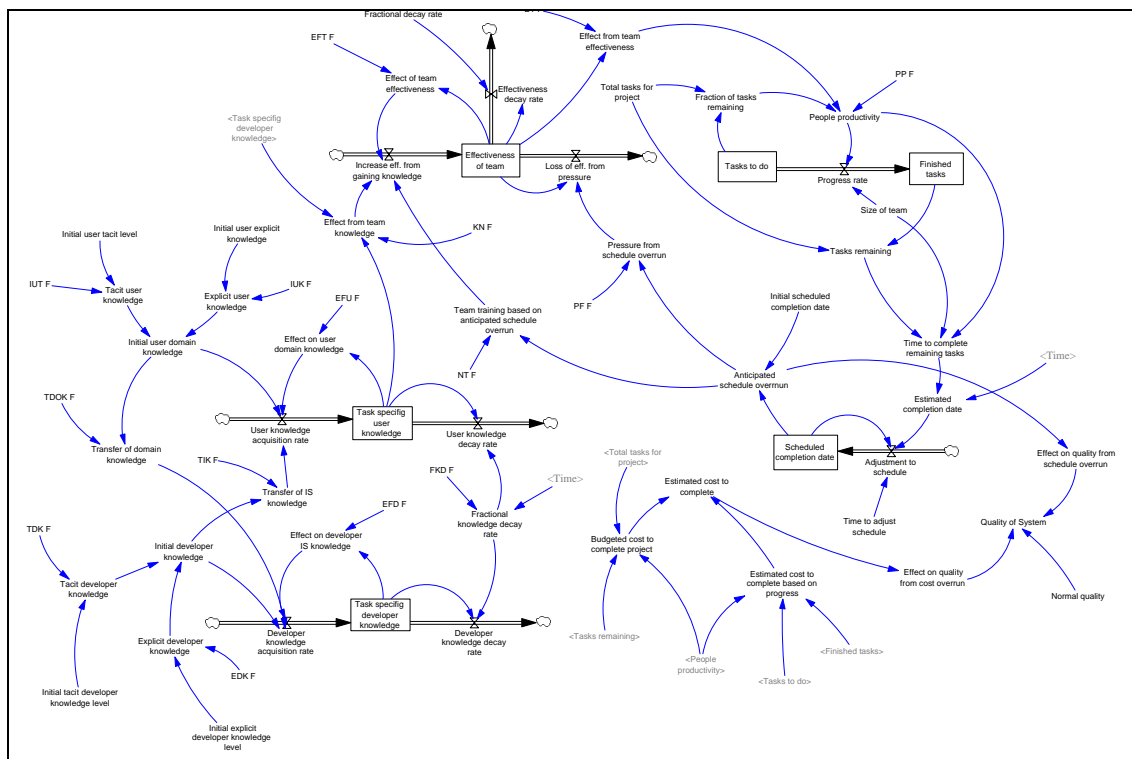 Fractional decay rate
EFT F
Effect from team
effectiveness
Effect of team
effectiveness
Effectiveness
decay rate
Total tasks for
project
Fraction of tasks
remaining
PP F
People productivity
<Task specifig
developer
knowledge>
Increase eff. from
gaining knowledge
Effectiveness
of team
Loss of eff. from
pressure
Tasks to do
Progress rate
Finished
tasks
Size of team
Initial user tacit level
Initial user explicit
knowledge
Effect from team
knowledge
KN F
Pressure from
schedule overrun
Tasks remaining
IUT F
Tacit user
knowledge
Explicit user
knowledge
IUK F
EFU F
PF F
Initial scheduled
completion date
Team training based on
anticipated schedule
overrun
Initial user domain
knowledge
Effect on user
domain knowledge
Time to complete
remaining tasks
<Time>
NT F
Anticipated
schedule overrrun
TDOK F
Estimated
completion date
User knowledge
acquisition rate
Task specifig
user
knowledge
User knowledge
decay rate
Transfer of domain
knowledge
Scheduled
completion date
Adjustment to
schedule
Effect on quality from
schedule overrun
TIK F
<Total tasks for
project>
FKD F
<Time>
Estimated cost to
complete
Transfer of IS
knowledge
EFD F
Fractional
knowledge decay
rate
Time to adjust
schedule
Quality of System
TDK F
Initial developer
knowledge
Effect on developer
IS knowledge
Budgeted cost to
complete project
Effect on quality
from cost overrun
Tacit developer
knowledge
Estimated cost to
complete based on
progress
Normal quality
Task specifig
developer
knowledge
Developer
knowledge
acquisition rate
Developer
knowledge decay
rate
Explicit developer
knowledge
<Tasks remaining>
<Finished tasks>
<People
productivity>
<Tasks to do>
EDK F
Initial tacit developer
knowledge level
Initial explicit
developer knowledge
level